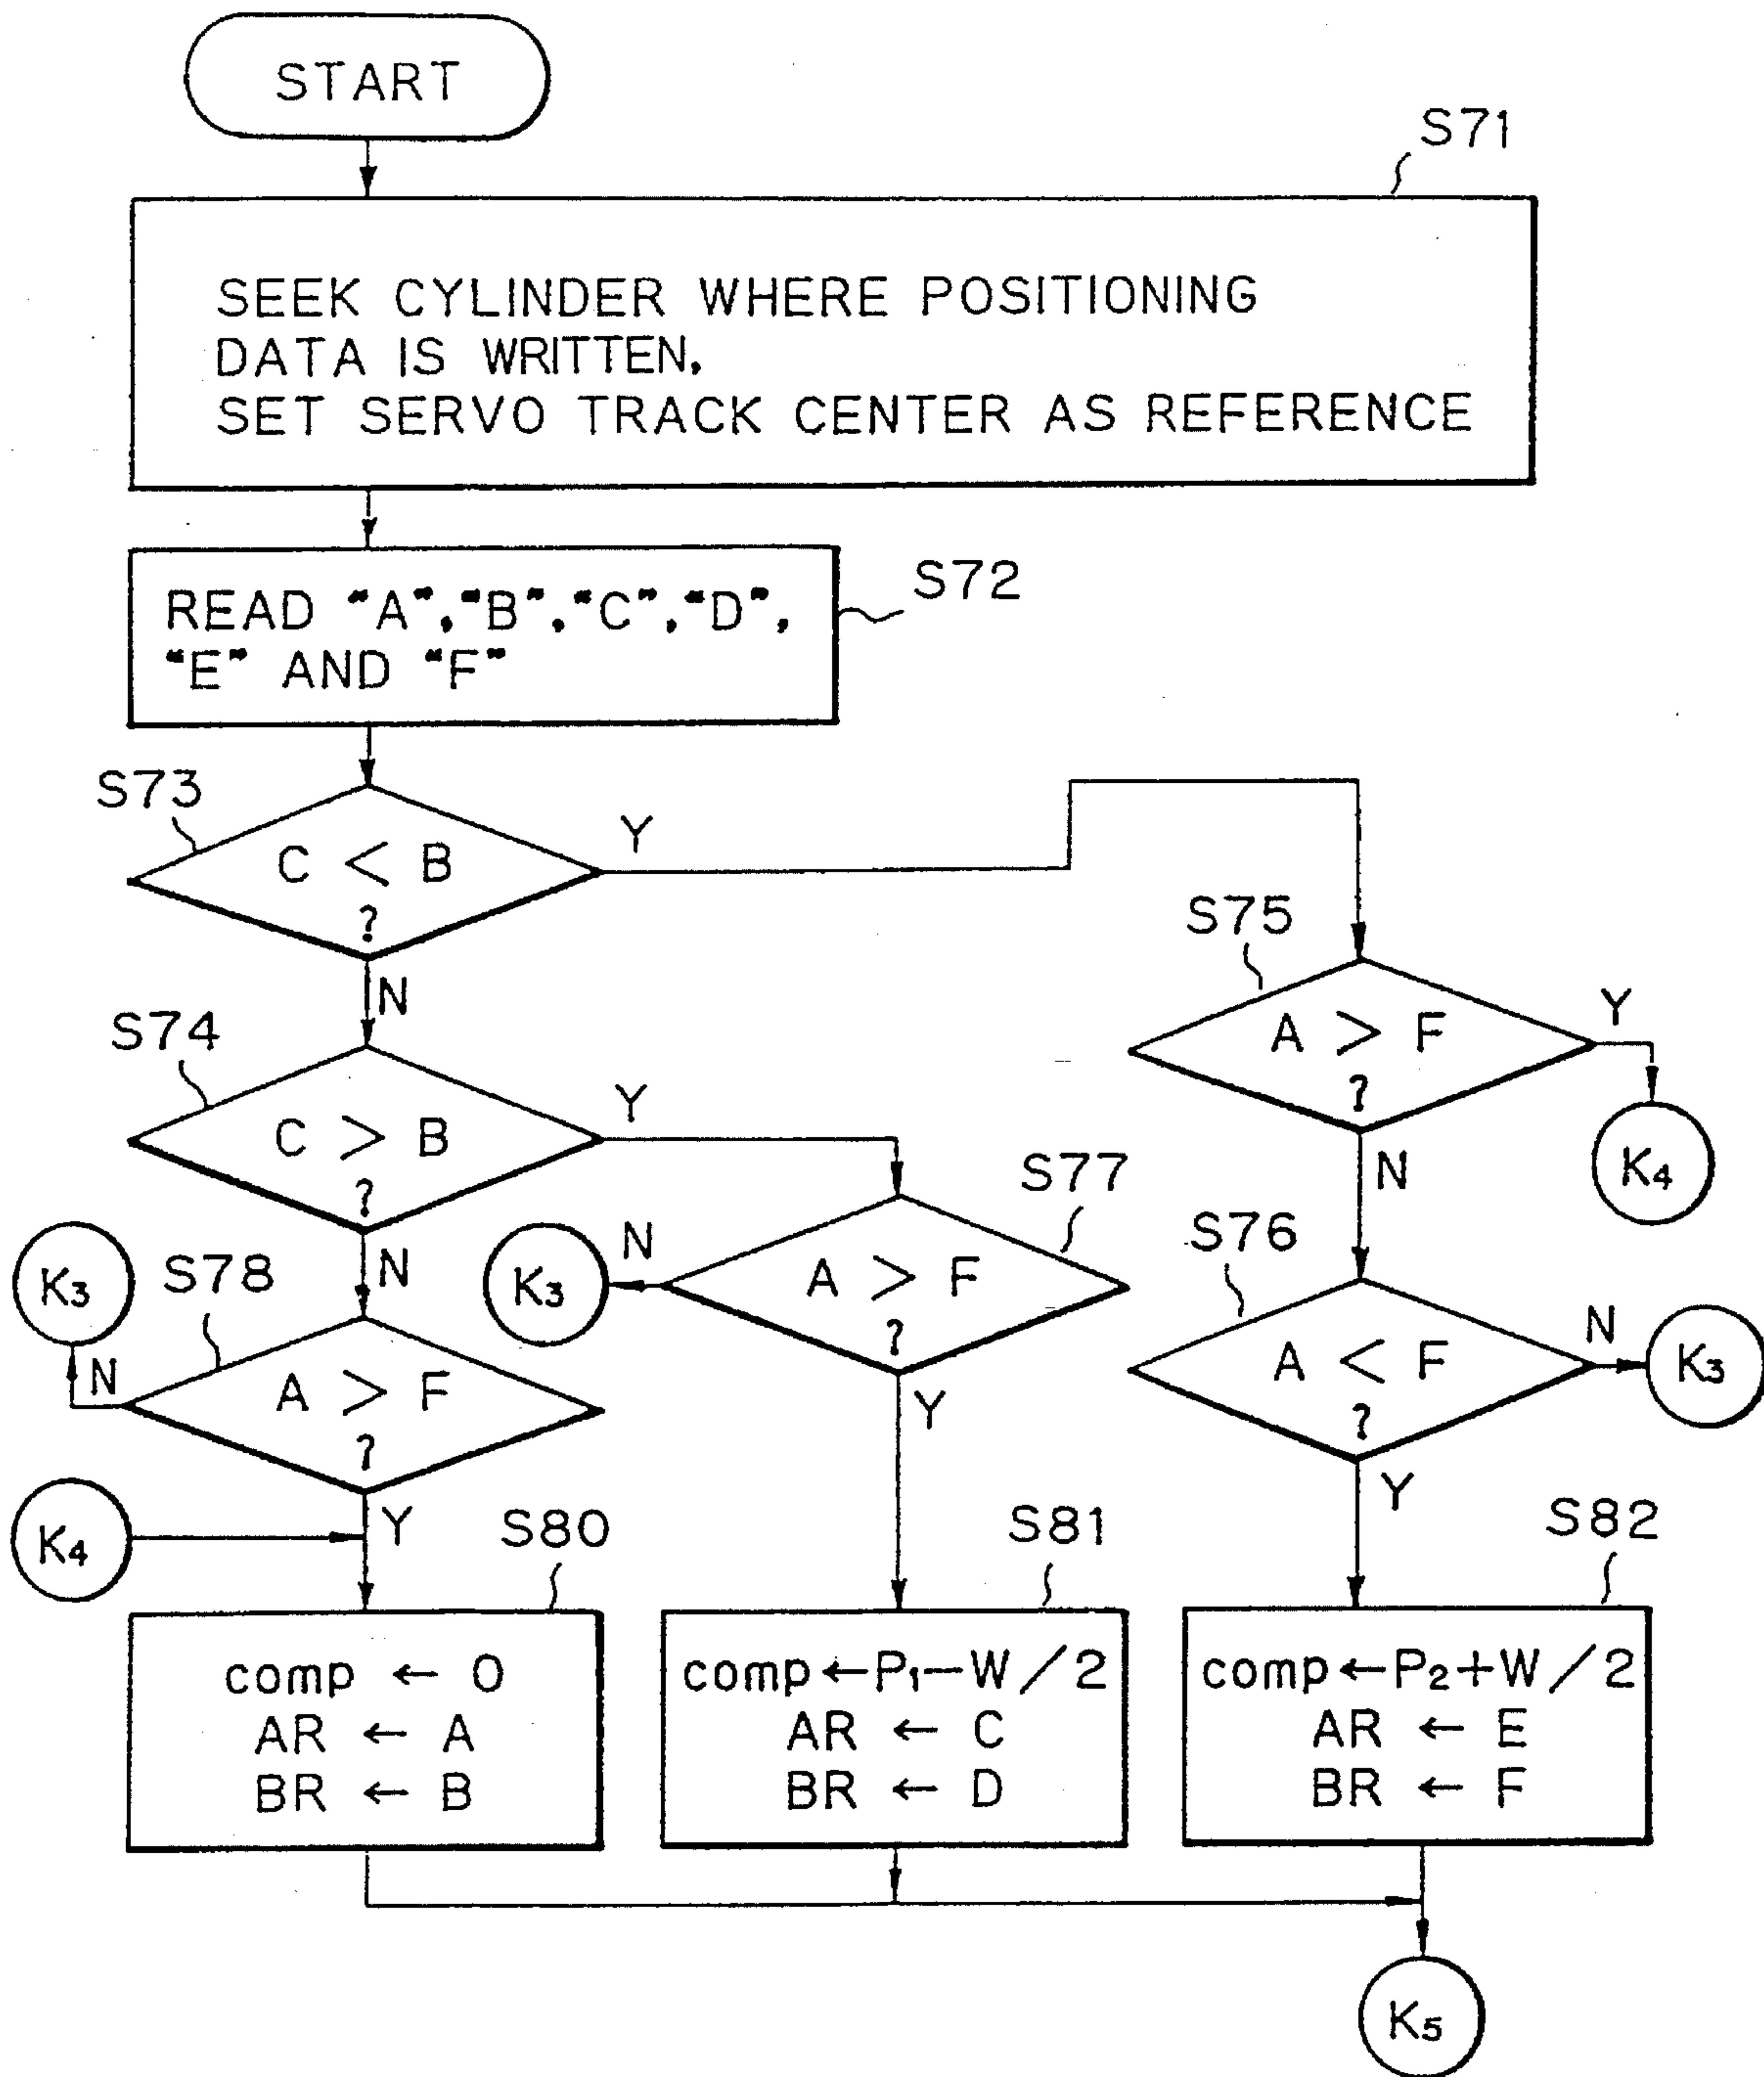 START
S71
SEEK CYLINDER WHERE POSITIONING
DATA IS WRITTEN,
SET SERVO TRACK CENTER AS REFERENCE
S72
READ "A","B","C","D",
"E" AND "F"
S73
C < B
?
Y
N
S75
A > F
?
Y
K4
N
S74
C > B
?
Y
N
S77
A > F
?
N
K3
Y
S76
A < F
?
N
K3
Y
K3
S78
A > F
?
N
Y
K4
S80
comp ← 0
AR ← A
BR ← B
S81
comp←P1−W/2
AR ← C
BR ← D
S82
comp←P2+W/2
AR ← E
BR ← F
K5